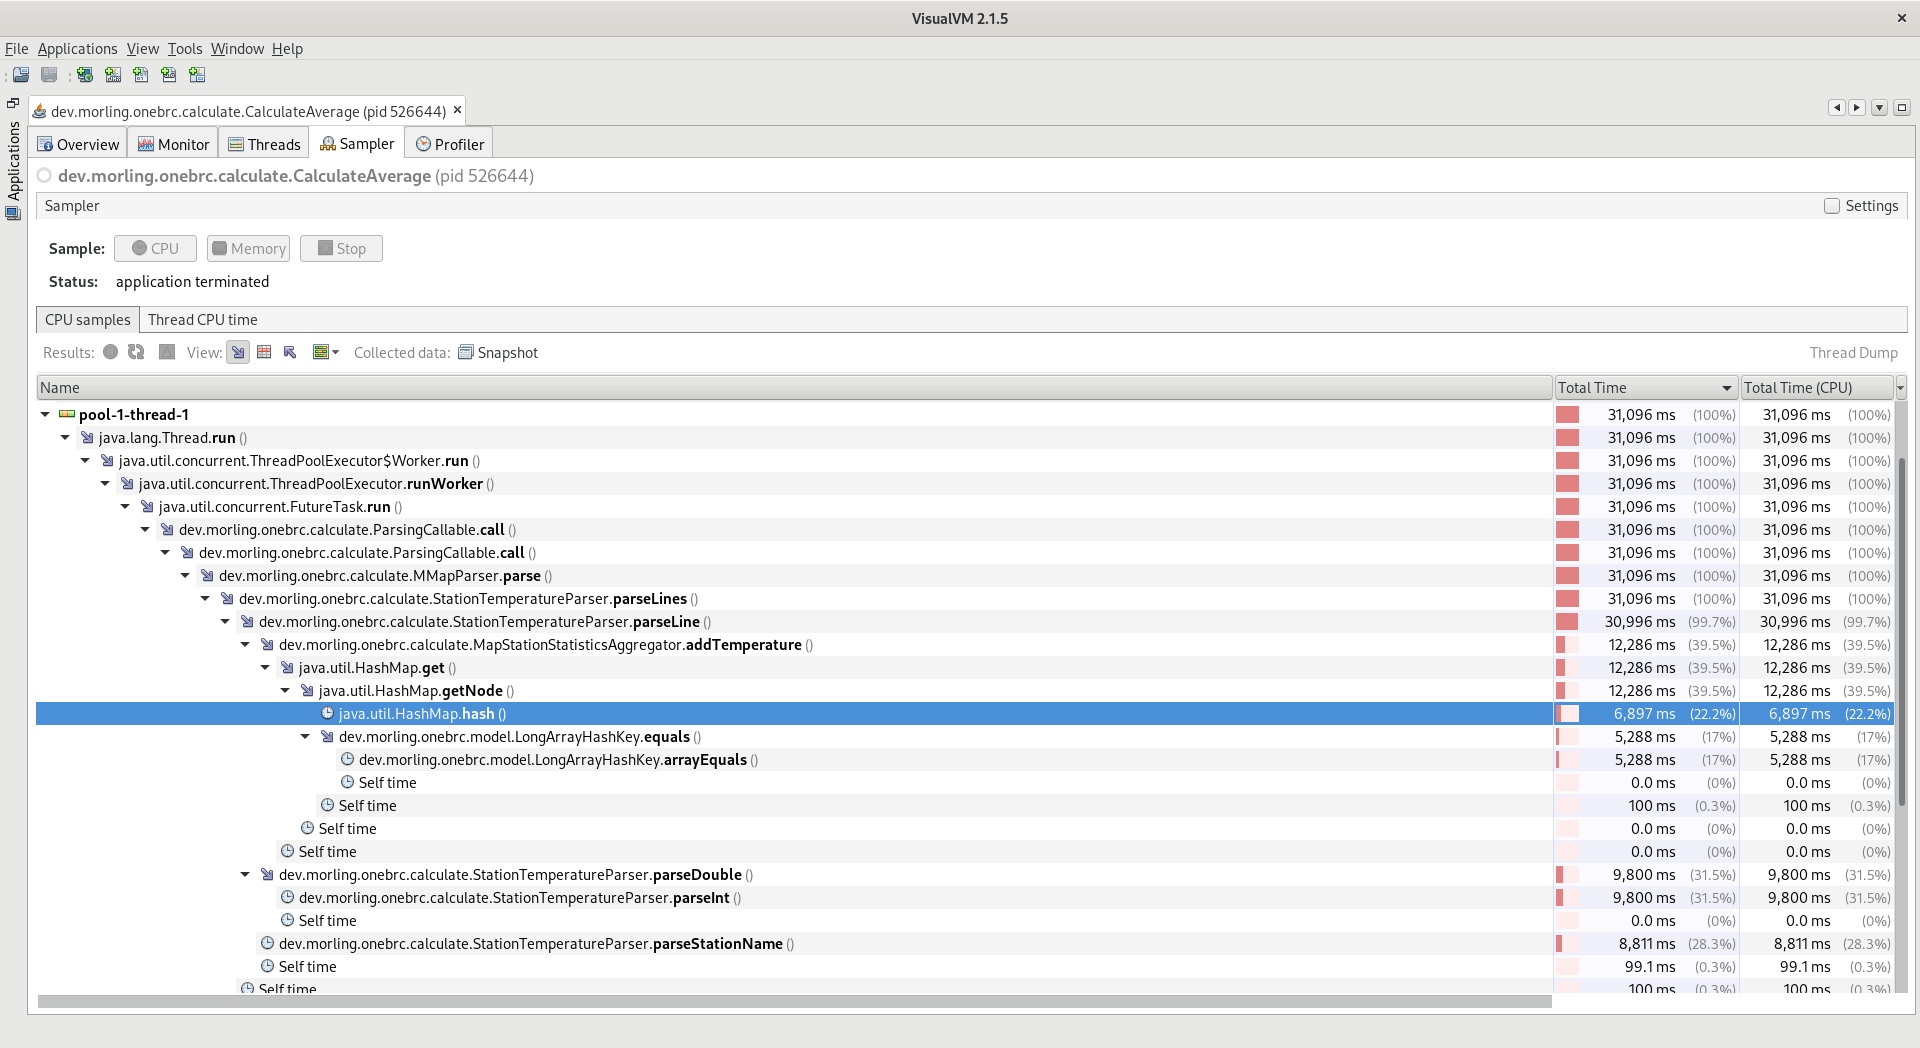 VisualVM 2.1.5
File Applications View Tools Window Help
Applications
dev.morling.onebrc.calculate.CalculateAverage (pid 526644)
Overview Monitor Threads Sampler Profiler
dev.morling.onebrc.calculate.CalculateAverage (pid 526644)
Sampler Settings
Sample: CPU Memory Stop
Status: application terminated
CPU samples Thread CPU time
Results: View: Collected data: Snapshot Thread Dump
Name Total Time Total Time (CPU)
pool-1-thread-1 31,096 ms (100%) 31,096 ms (100%)
java.lang.Thread.run () 31,096 ms (100%) 31,096 ms (100%)
java.util.concurrent.ThreadPoolExecutor$Worker.run () 31,096 ms (100%) 31,096 ms (100%)
java.util.concurrent.ThreadPoolExecutor.runWorker () 31,096 ms (100%) 31,096 ms (100%)
java.util.concurrent.FutureTask.run () 31,096 ms (100%) 31,096 ms (100%)
dev.morling.onebrc.calculate.ParsingCallable.call () 31,096 ms (100%) 31,096 ms (100%)
dev.morling.onebrc.calculate.ParsingCallable.call () 31,096 ms (100%) 31,096 ms (100%)
dev.morling.onebrc.calculate.MMapParser.parse () 31,096 ms (100%) 31,096 ms (100%)
dev.morling.onebrc.calculate.StationTemperatureParser.parseLines () 31,096 ms (100%) 31,096 ms (100%)
dev.morling.onebrc.calculate.StationTemperatureParser.parseLine () 30,996 ms (99.7%) 30,996 ms (99.7%)
dev.morling.onebrc.calculate.MapStationStatisticsAggregator.addTemperature () 12,286 ms (39.5%) 12,286 ms (39.5%)
java.util.HashMap.get () 12,286 ms (39.5%) 12,286 ms (39.5%)
java.util.HashMap.getNode () 12,286 ms (39.5%) 12,286 ms (39.5%)
java.util.HashMap.hash () 6,897 ms (22.2%) 6,897 ms (22.2%)
dev.morling.onebrc.model.LongArrayHashKey.equals () 5,288 ms (17%) 5,288 ms (17%)
dev.morling.onebrc.model.LongArrayHashKey.arrayEquals () 5,288 ms (17%) 5,288 ms (17%)
Self time 0.0 ms (0%) 0.0 ms (0%)
Self time 100 ms (0.3%) 100 ms (0.3%)
Self time 0.0 ms (0%) 0.0 ms (0%)
Self time 0.0 ms (0%) 0.0 ms (0%)
dev.morling.onebrc.calculate.StationTemperatureParser.parseDouble () 9,800 ms (31.5%) 9,800 ms (31.5%)
dev.morling.onebrc.calculate.StationTemperatureParser.parseInt () 9,800 ms (31.5%) 9,800 ms (31.5%)
Self time 0.0 ms (0%) 0.0 ms (0%)
dev.morling.onebrc.calculate.StationTemperatureParser.parseStationName () 8,811 ms (28.3%) 8,811 ms (28.3%)
Self time 99.1 ms (0.3%) 99.1 ms (0.3%)
Self time 100 ms (0.3%) 100 ms (0.3%)